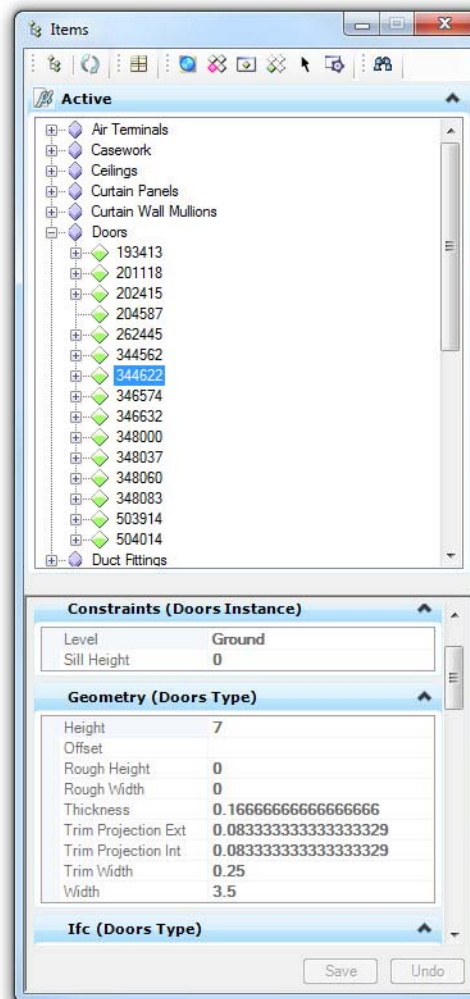 Items
Active
Air Terminals
Casework
Ceilings
Curtain Panels
Curtain Wall Mullions
Doors
193413
201118
202415
204587
262445
344562
344622
346574
346632
348000
348037
348060
348083
503914
504014
Duct Fittings
Constraints (Doors Instance)
Level Ground
Sill Height 0
Geometry (Doors Type)
Height 7
Offset
Rough Height 0
Rough Width 0
Thickness 0.16666666666666666
Trim Projection Ext 0.083333333333333329
Trim Projection Int 0.083333333333333329
Trim Width 0.25
Width 3.5
Ifc (Doors Type)
Save Undo